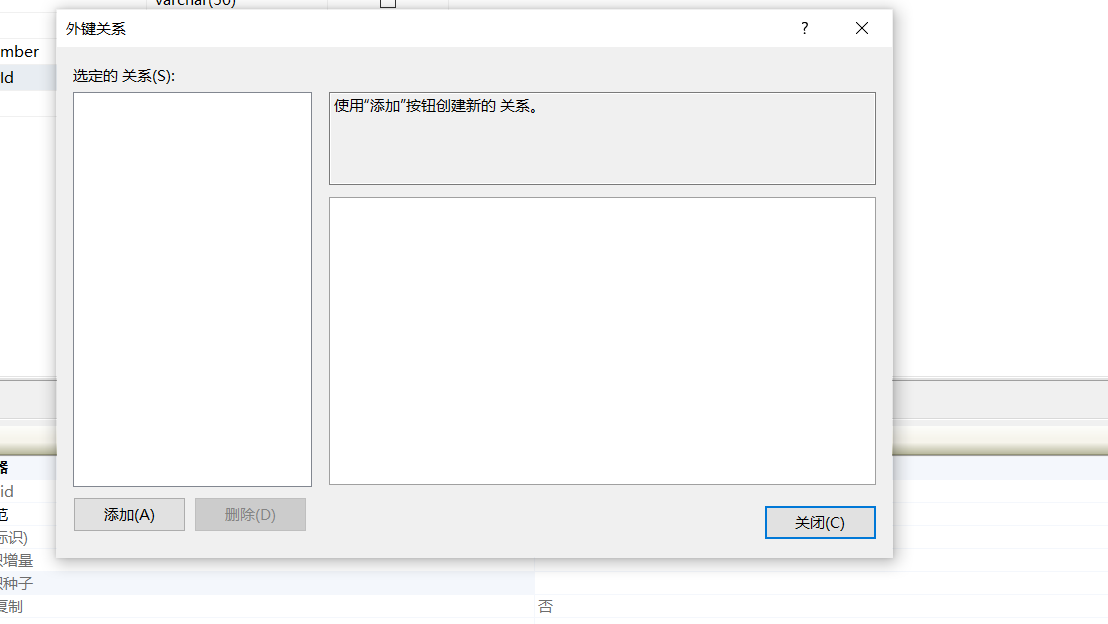 varchar(50)
外键关系
?
mber
Id
选定的 关系(S):
使用“添加”按钮创建新的 关系。
添加(A)
删除(D)
关闭(C)
器
id
范
标识)
识增量
识种子
复制
否